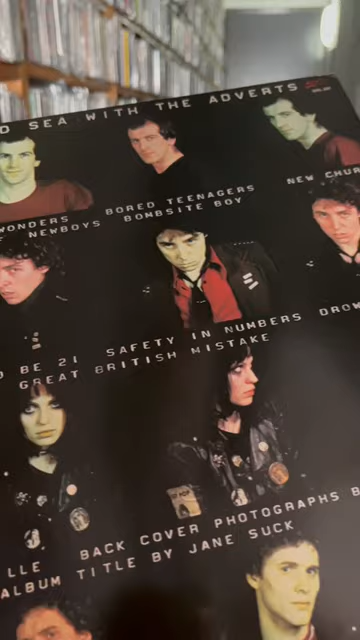 D SEA WITH THE ADVERTS
WONDERS BORED TEENAGERS NEW CHUR
NEWBOYS BOMBSITE BOY
O BE 21 SAFETY IN NUMBERS DROW
GREAT BRITISH MISTAKE
LLE BACK COVER PHOTOGRAPHS B
ALBUM TITLE BY JANE SUCK